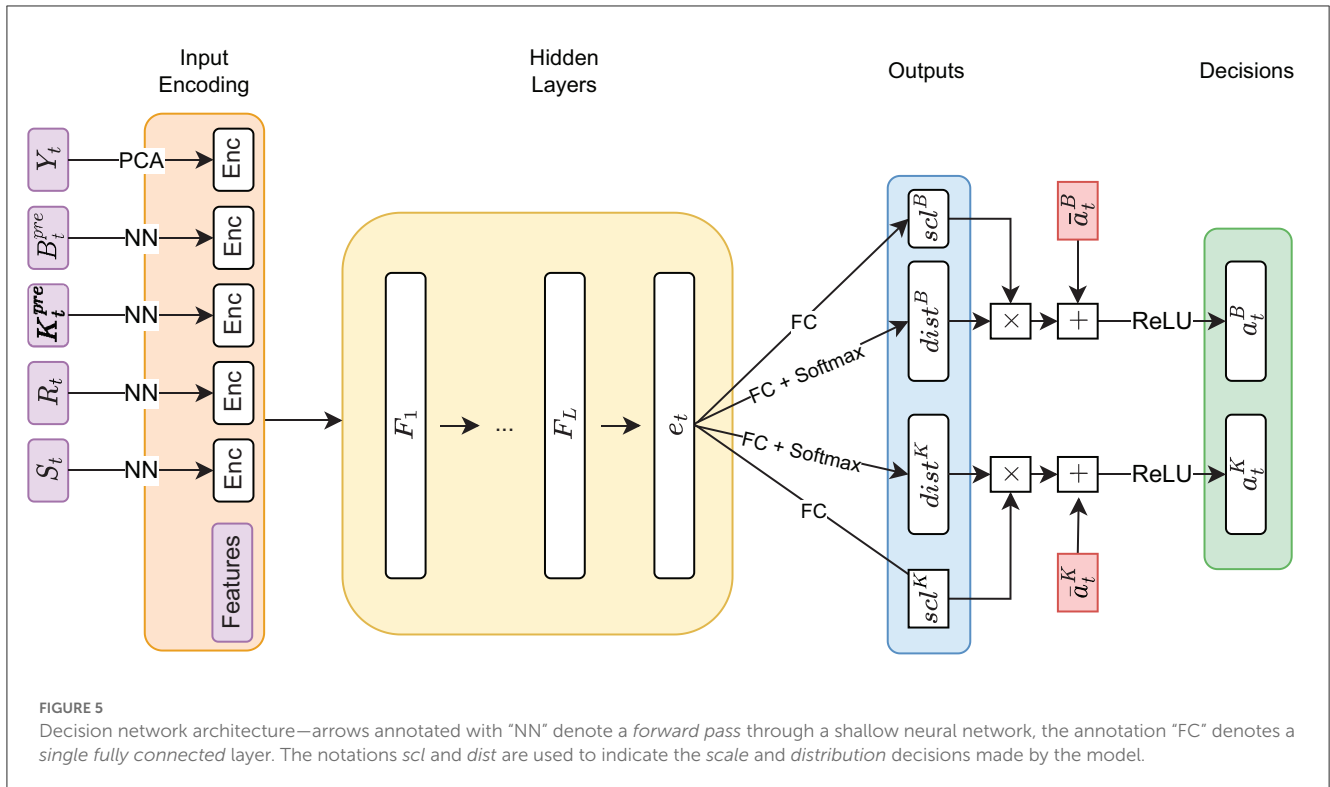 Input
Encoding
Hidden
Layers
Outputs
Decisions
Y_t
PCA
Enc
B_t^{pre}
NN
Enc
K_t^{pre}
NN
Enc
R_t
NN
Enc
S_t
NN
Enc
Features
F_1
...
F_L
e_t
FC
FC + Softmax
FC + Softmax
FC
scl^B
dist^B
dist^K
scl^K
×
+
ā_t^B
ReLU
a_t^B
×
+
ā_t^K
ReLU
a_t^K
FIGURE 5
Decision network architecture—arrows annotated with “NN” denote a forward pass through a shallow neural network, the annotation “FC” denotes a
single fully connected layer. The notations scl and dist are used to indicate the scale and distribution decisions made by the model.